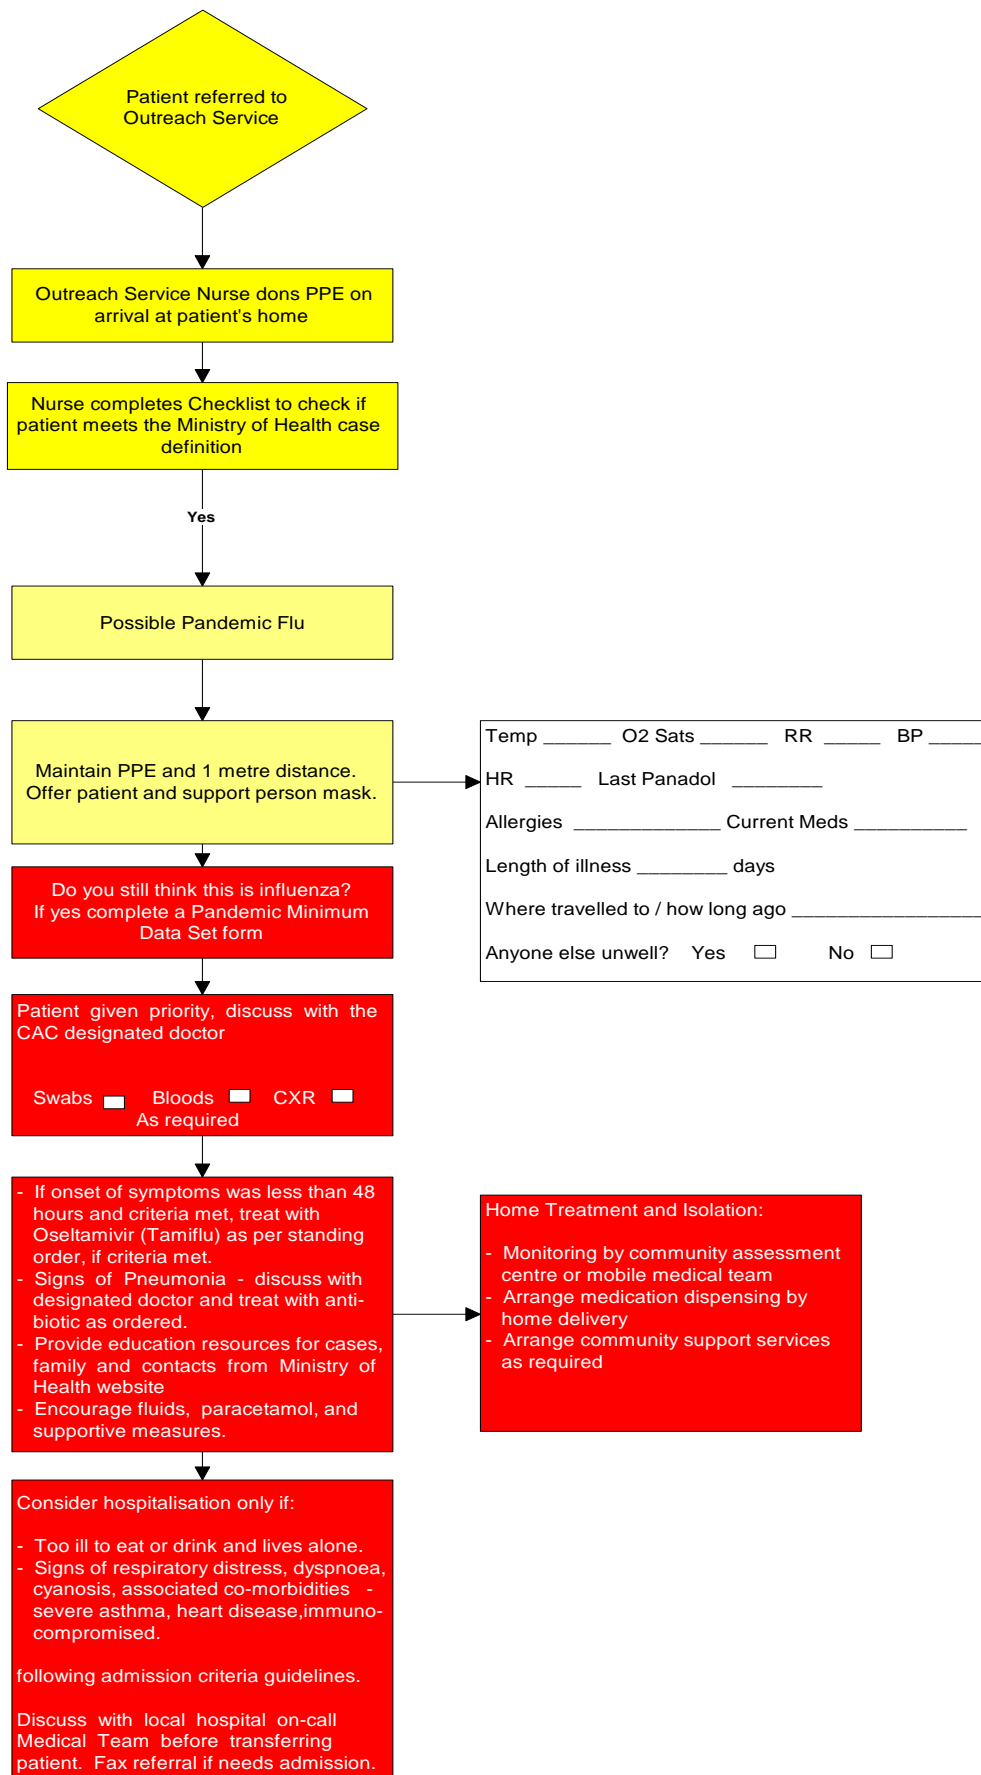 Patient referred to
Outreach Service
Outreach Service Nurse dons PPE on
arrival at patient's home
Nurse completes Checklist to check if
patient meets the Ministry of Health case
definition
Yes
Possible Pandemic Flu
Maintain PPE and 1 metre distance.
Offer patient and support person mask.
Temp ______ O2 Sats ______ RR _____ BP _____
HR _____ Last Panadol ________
Allergies _____________ Current Meds __________
Length of illness ________ days
Where travelled to / how long ago _________________
Anyone else unwell? Yes No
Do you still think this is influenza?
If yes complete a Pandemic Minimum
Data Set form
Patient given priority, discuss with the
CAC designated doctor
Swabs Bloods CXR
As required
- If onset of symptoms was less than 48
hours and criteria met, treat with
Oseltamivir (Tamiflu) as per standing
order, if criteria met.
- Signs of Pneumonia - discuss with
designated doctor and treat with anti-
biotic as ordered.
- Provide education resources for cases,
family and contacts from Ministry of
Health website
- Encourage fluids, paracetamol, and
supportive measures.
Home Treatment and Isolation:
- Monitoring by community assessment
centre or mobile medical team
- Arrange medication dispensing by
home delivery
- Arrange community support services
as required
Consider hospitalisation only if:
- Too ill to eat or drink and lives alone.
- Signs of respiratory distress, dyspnoea,
cyanosis, associated co-morbidities -
severe asthma, heart disease,immuno-
compromised.
following admission criteria guidelines.
Discuss with local hospital on-call
Medical Team before transferring
patient. Fax referral if needs admission.